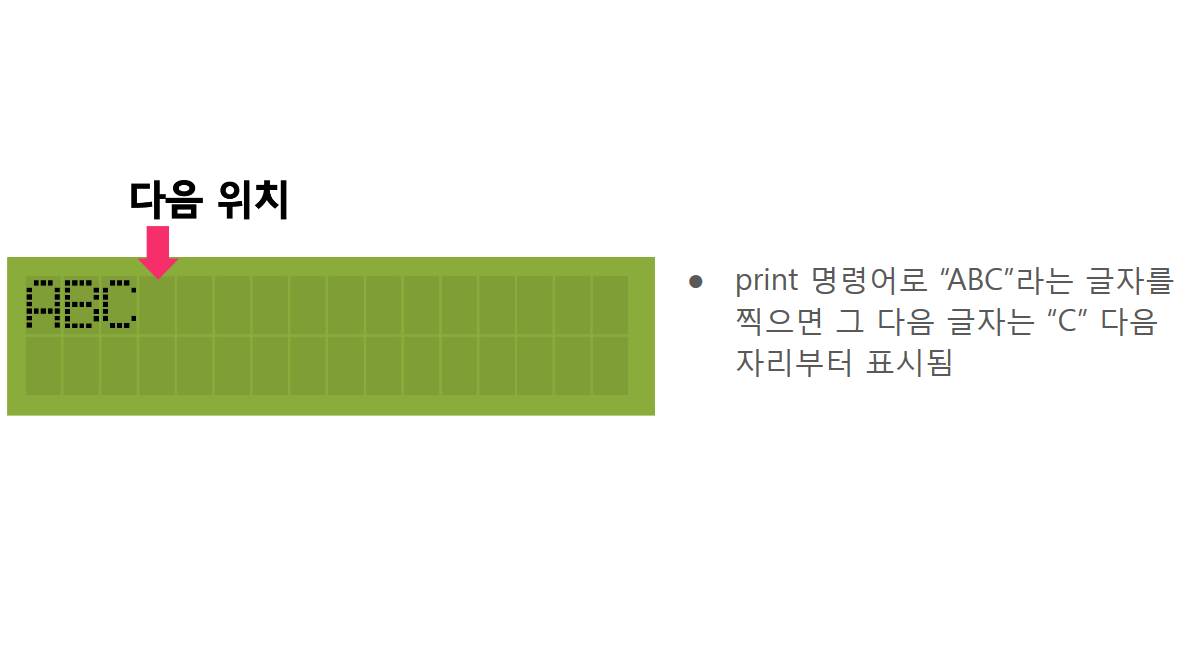 다음 위치
ABC
● print 명령어로 “ABC”라는 글자를
찍으면 그 다음 글자는 “C” 다음
자리부터 표시됨